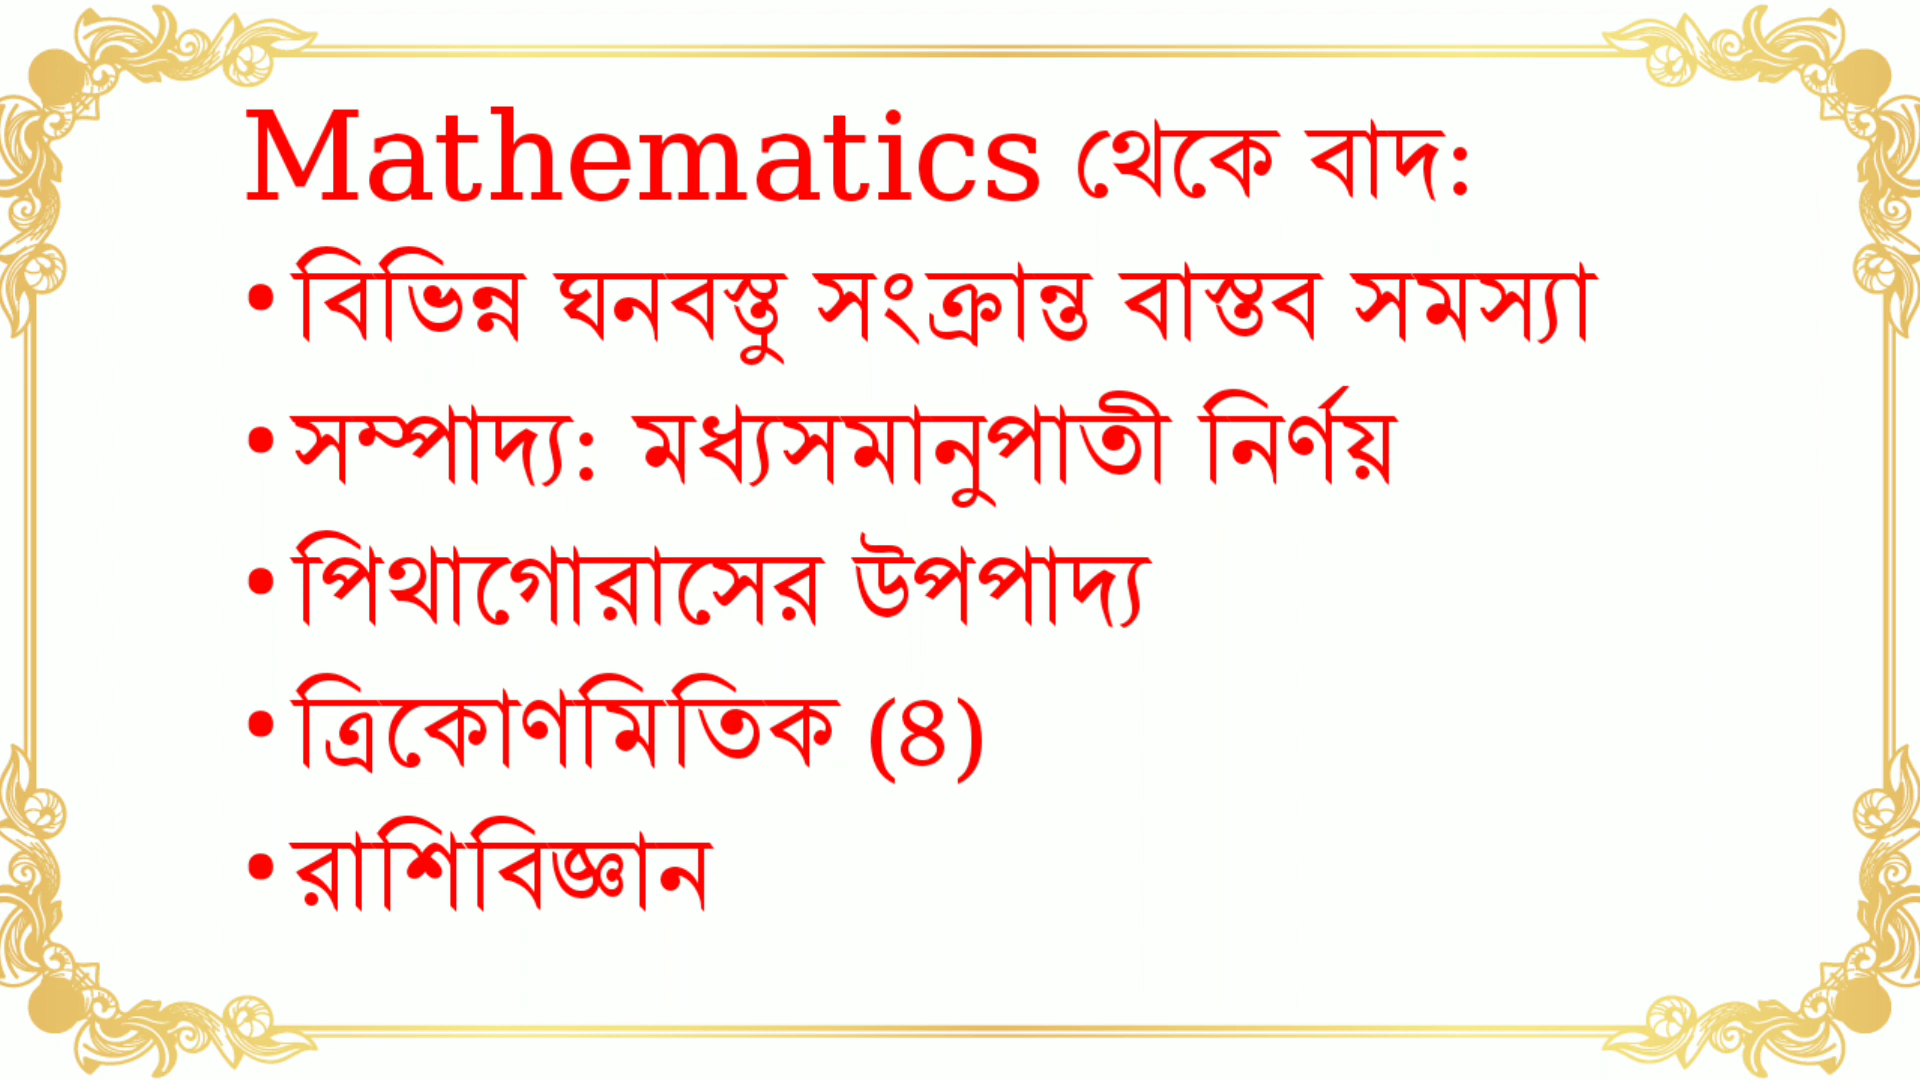 Mathematics থেকে বাদ:
• বিভিন্ন ঘনবস্তু সংক্রান্ত বাস্তব সমস্যা
• সম্পাদ্য: মধ্যসমানুপাতী নির্ণয়
• পিথাগোরাসের উপপাদ্য
• ত্রিকোণমিতিক (৪)
• রাশিবিজ্ঞান